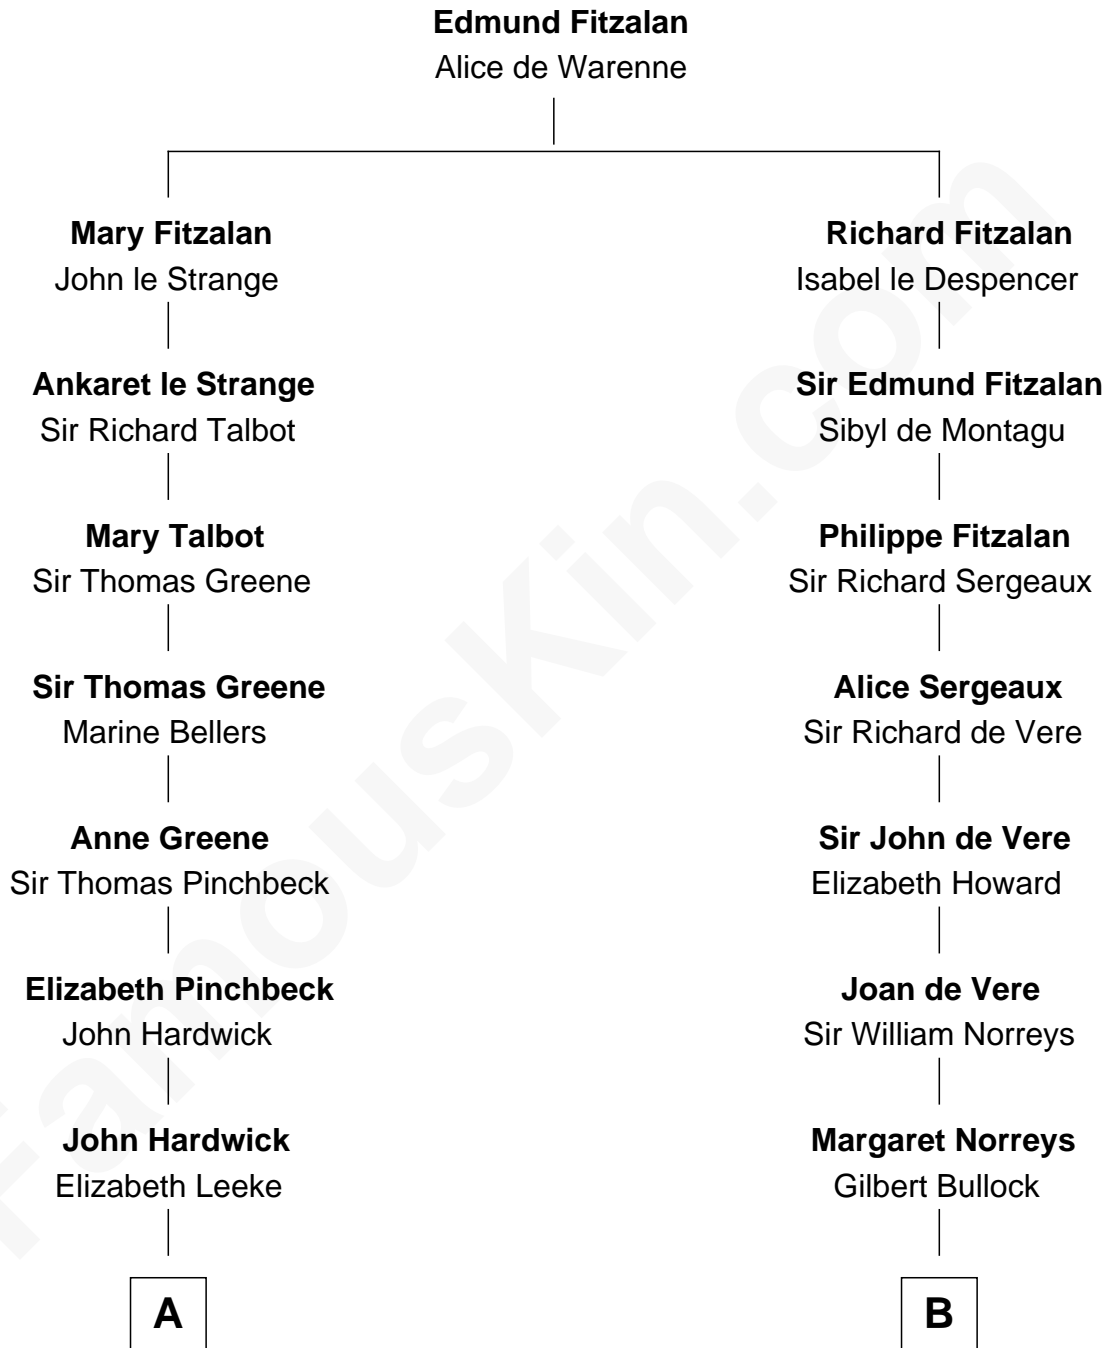 Edmund Fitzalan
Alice de Warenne
Mary Fitzalan
John le Strange
Richard Fitzalan
Isabel le Despencer
Ankaret le Strange
Sir Richard Talbot
Sir Edmund Fitzalan
Sibyl de Montagu
Mary Talbot
Sir Thomas Greene
Philippe Fitzalan
Sir Richard Sergeaux
Sir Thomas Greene
Marine Bellers
Alice Sergeaux
Sir Richard de Vere
Anne Greene
Sir Thomas Pinchbeck
Sir John de Vere
Elizabeth Howard
Elizabeth Pinchbeck
John Hardwick
Joan de Vere
Sir William Norreys
John Hardwick
Elizabeth Leeke
Margaret Norreys
Gilbert Bullock
A
B
FamousKin.com